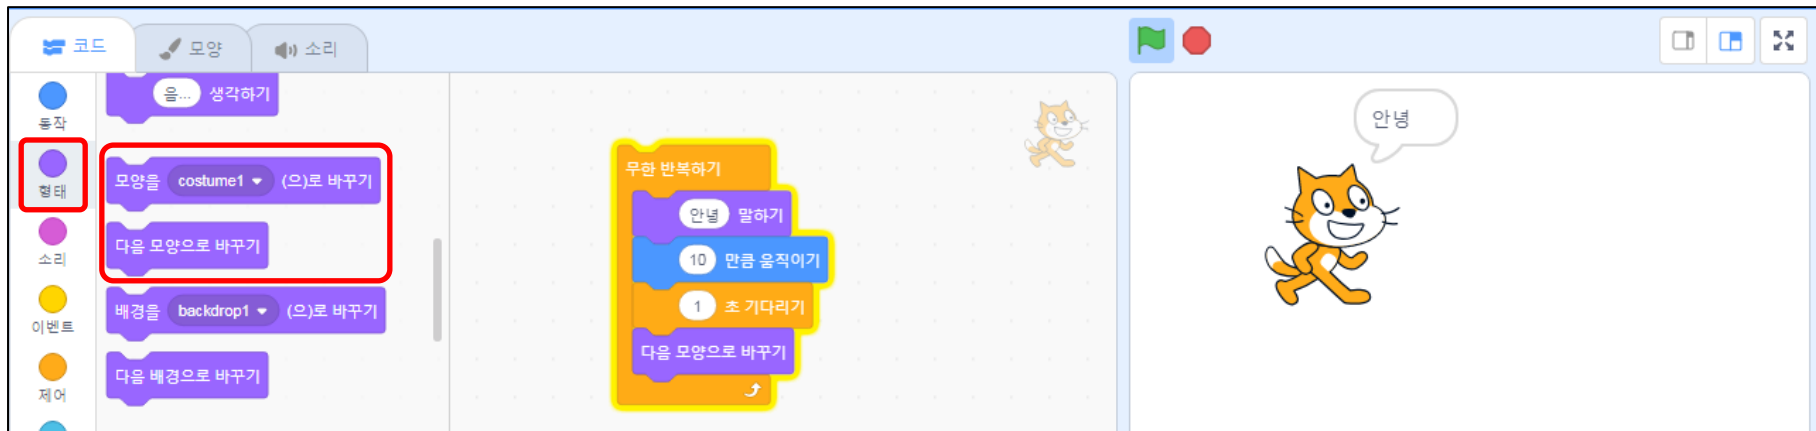 코드
모양
소리
동작
형태
소리
이벤트
제어
을... 생각하기
모양을 costume1 (으)로 바꾸기
다음 모양으로 바꾸기
배경을 backdrop1 (으)로 바꾸기
다음 배경으로 바꾸기
무한 반복하기
안녕 말하기
10 만큼 움직이기
1 초 기다리기
다음 모양으로 바꾸기
안녕